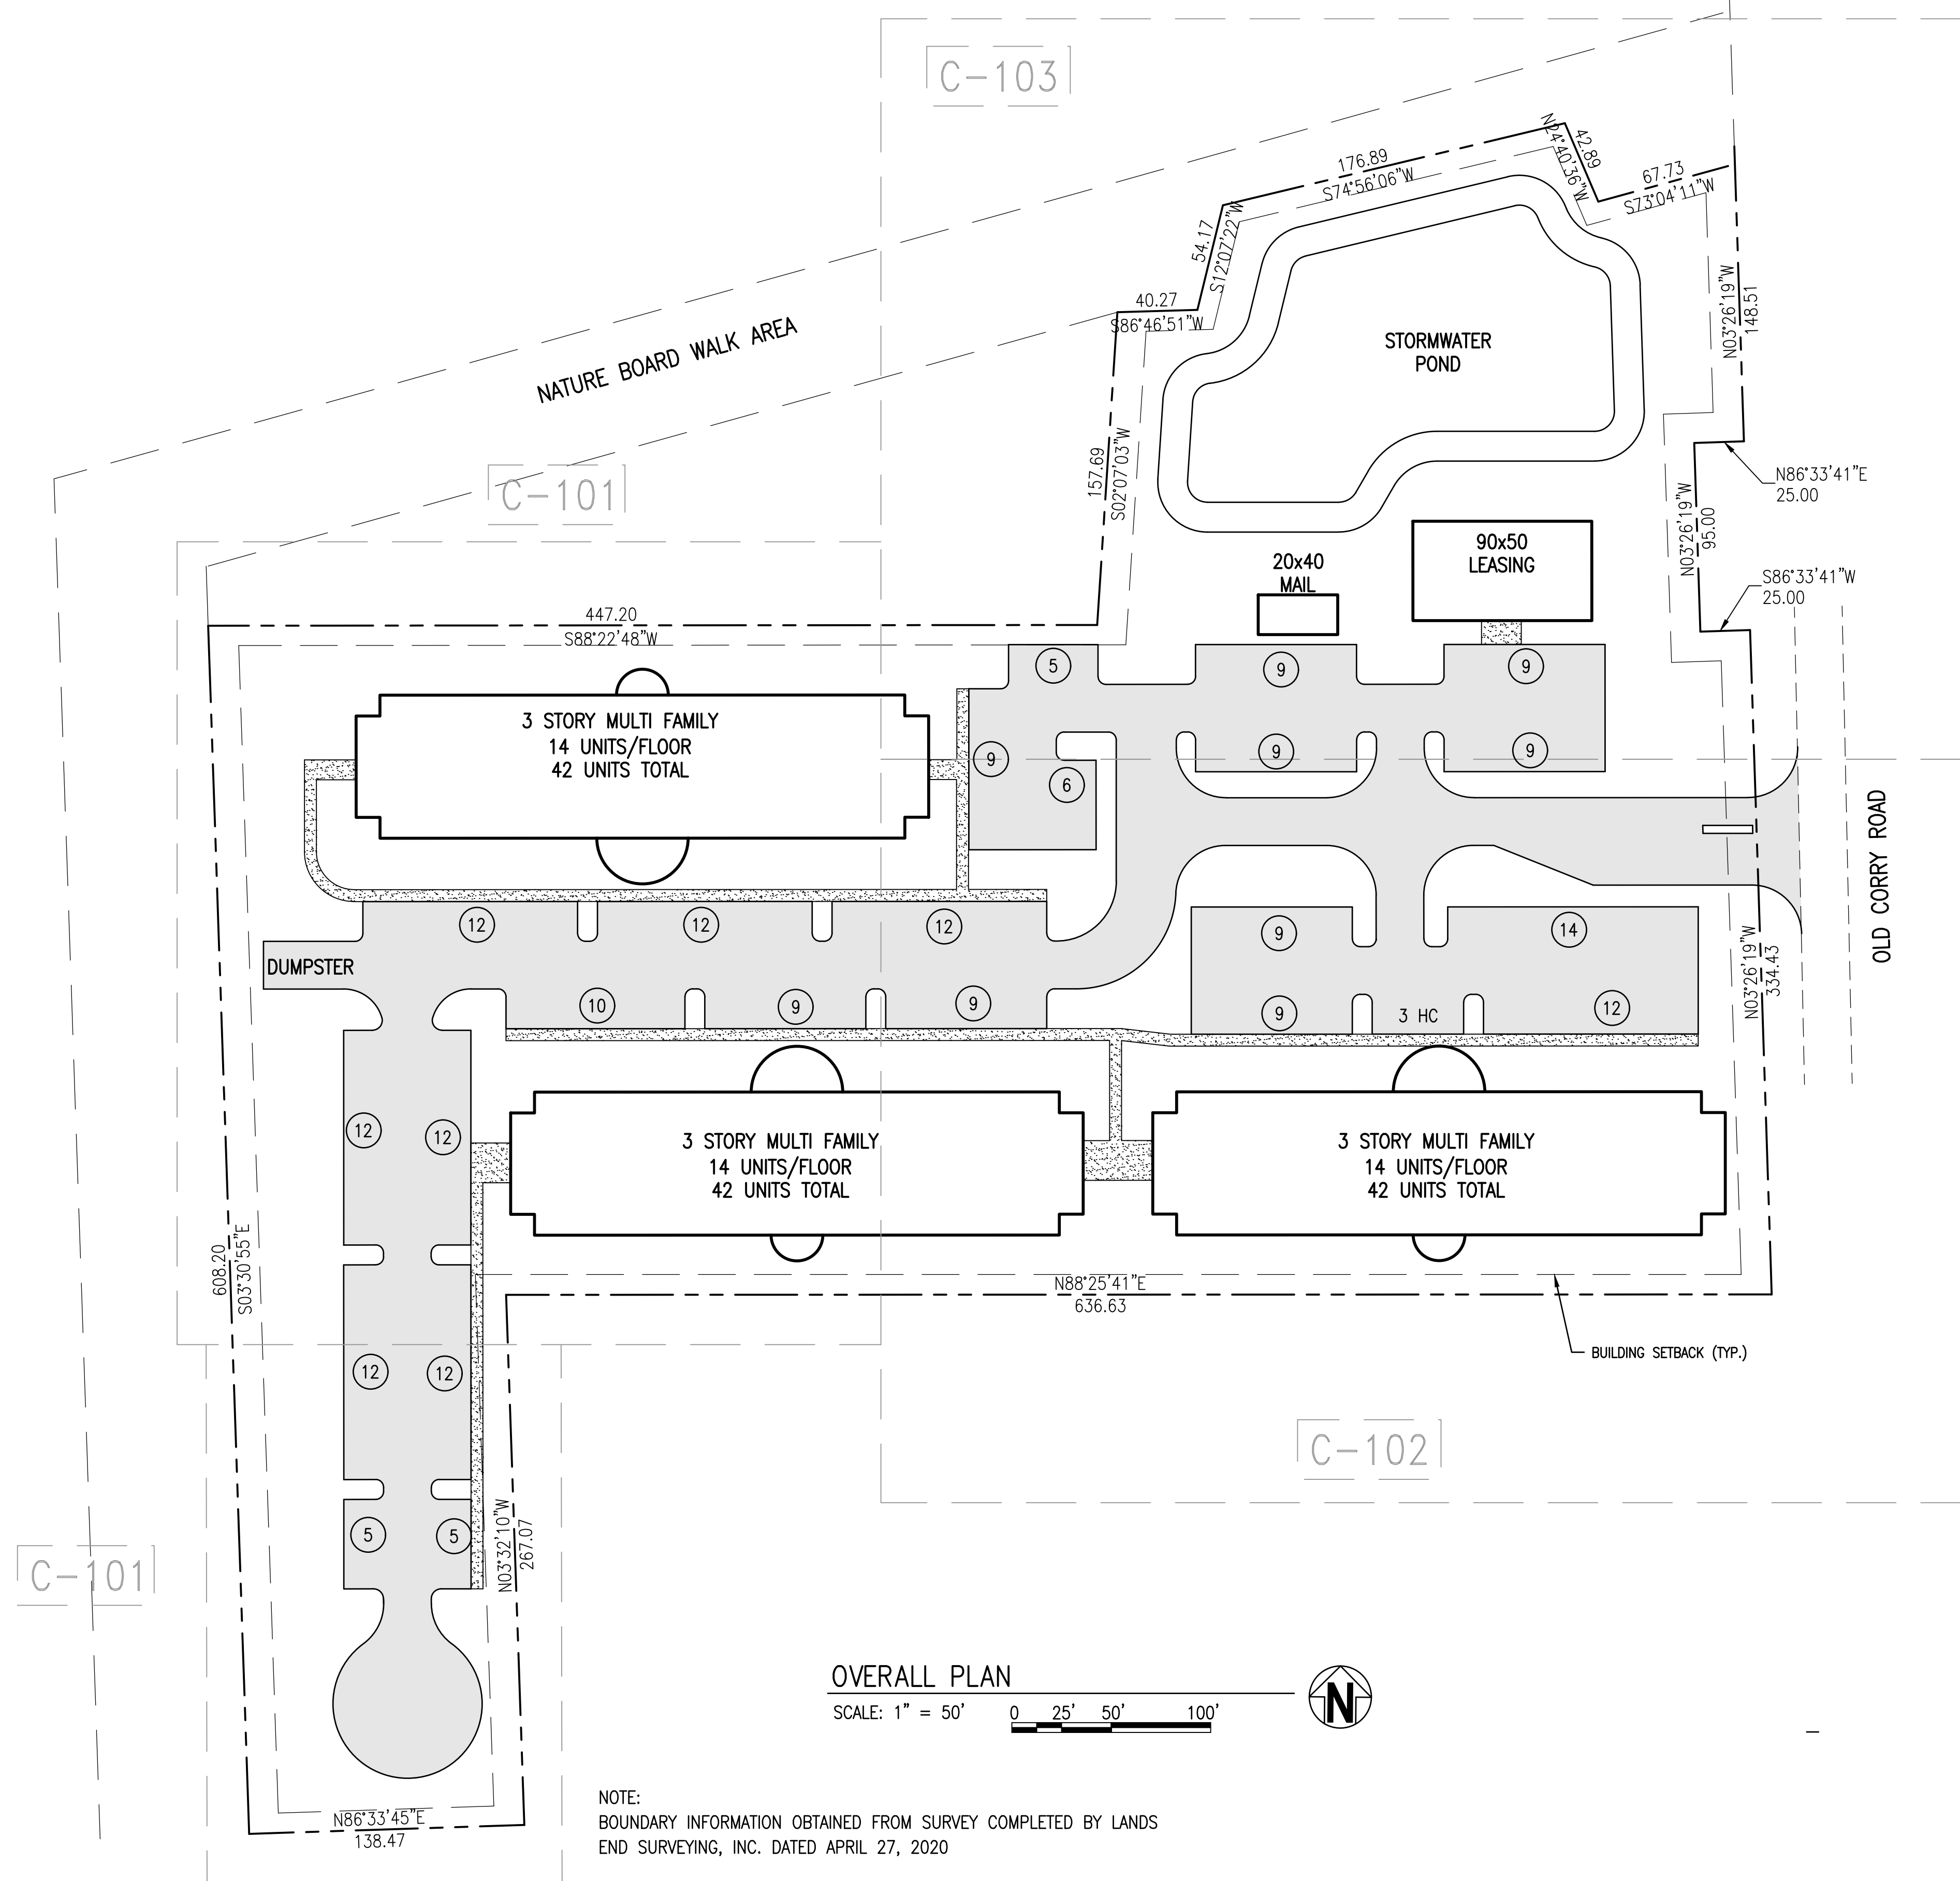 C-103
N24°40'36"W
42.89
176.89
S74°56'06"W
67.73
S73°04'11"W
54.17
S12°07'22"W
40.27
S86°46'51"W
N03°26'19"W
148.51
NATURE BOARD WALK AREA
STORMWATER
POND
157.69
S02°07'03"W
C-101
N86°33'41"E
25.00
N03°26'19"W
95.00
90x50
LEASING
20x40
MAIL
S86°33'41"W
25.00
447.20
S88°22'48"W
5
9
9
3 STORY MULTI FAMILY
14 UNITS/FLOOR
42 UNITS TOTAL
9
6
9
9
OLD CORRY ROAD
12
12
12
9
14
DUMPSTER
10
9
9
9
3 HC
12
N03°26'19"W
334.43
12
12
3 STORY MULTI FAMILY
14 UNITS/FLOOR
42 UNITS TOTAL
3 STORY MULTI FAMILY
14 UNITS/FLOOR
42 UNITS TOTAL
608.20
S03°30'55"E
N88°25'41"E
636.63
BUILDING SETBACK (TYP.)
12
12
C-102
5
5
N03°32'10"W
267.07
C-101
OVERALL PLAN
SCALE: 1" = 50'
0 25' 50' 100'
N
NOTE:
BOUNDARY INFORMATION OBTAINED FROM SURVEY COMPLETED BY LANDS
END SURVEYING, INC. DATED APRIL 27, 2020
N86°33'45"E
138.47